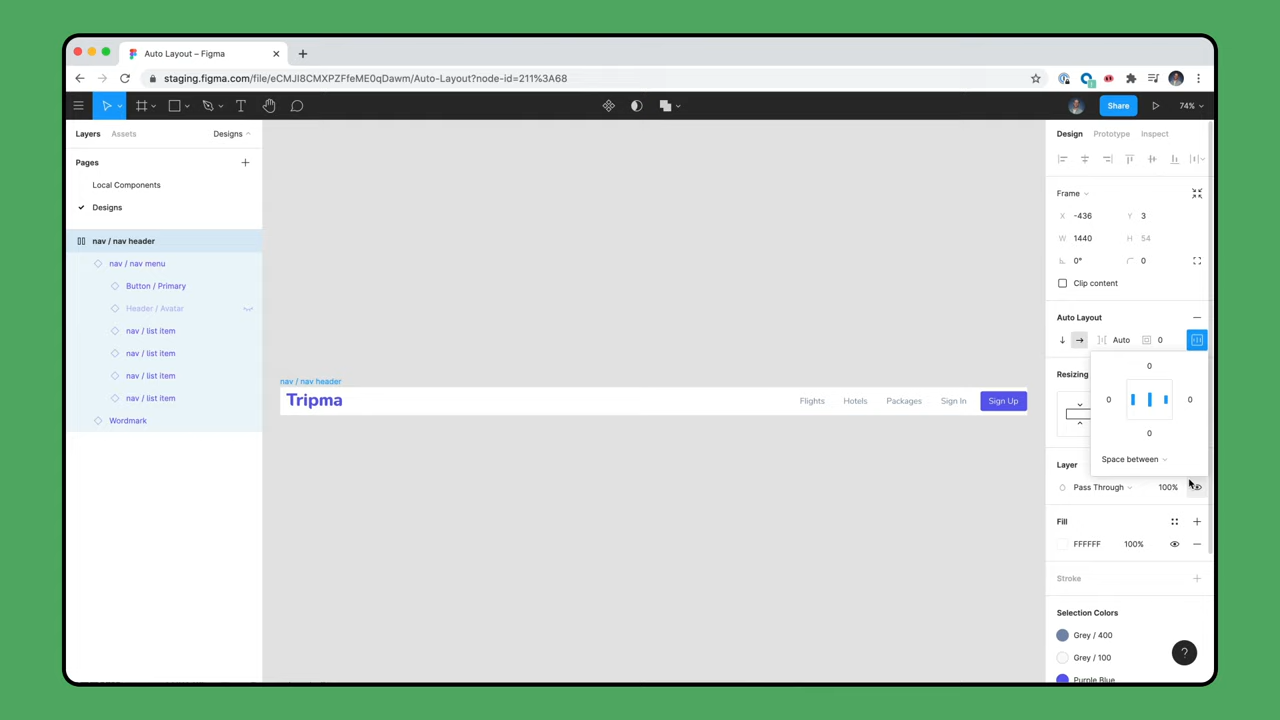 Auto Layout – Figma
staging.figma.com/file/eCMJI8CMXPZFfeME0qDawm/Auto-Layout?node-id=211%3A68
Share
74%
Layers
Assets
Designs
Pages
Local Components
Designs
nav / nav header
nav / nav menu
Button / Primary
Header / Avatar
nav / list item
nav / list item
nav / list item
nav / list item
Wordmark
nav / nav header
Tripma
Flights
Hotels
Packages
Sign In
Sign Up
Design
Prototype
Inspect
Frame
X -436
Y 3
W 1440
H 54
0°
0
Clip content
Auto Layout
Auto
0
Resizing
0
0
0
0
Space between
Layer
Pass Through
100%
Fill
FFFFFF
100%
Stroke
Selection Colors
Grey / 400
Grey / 100
Purple Blue
?